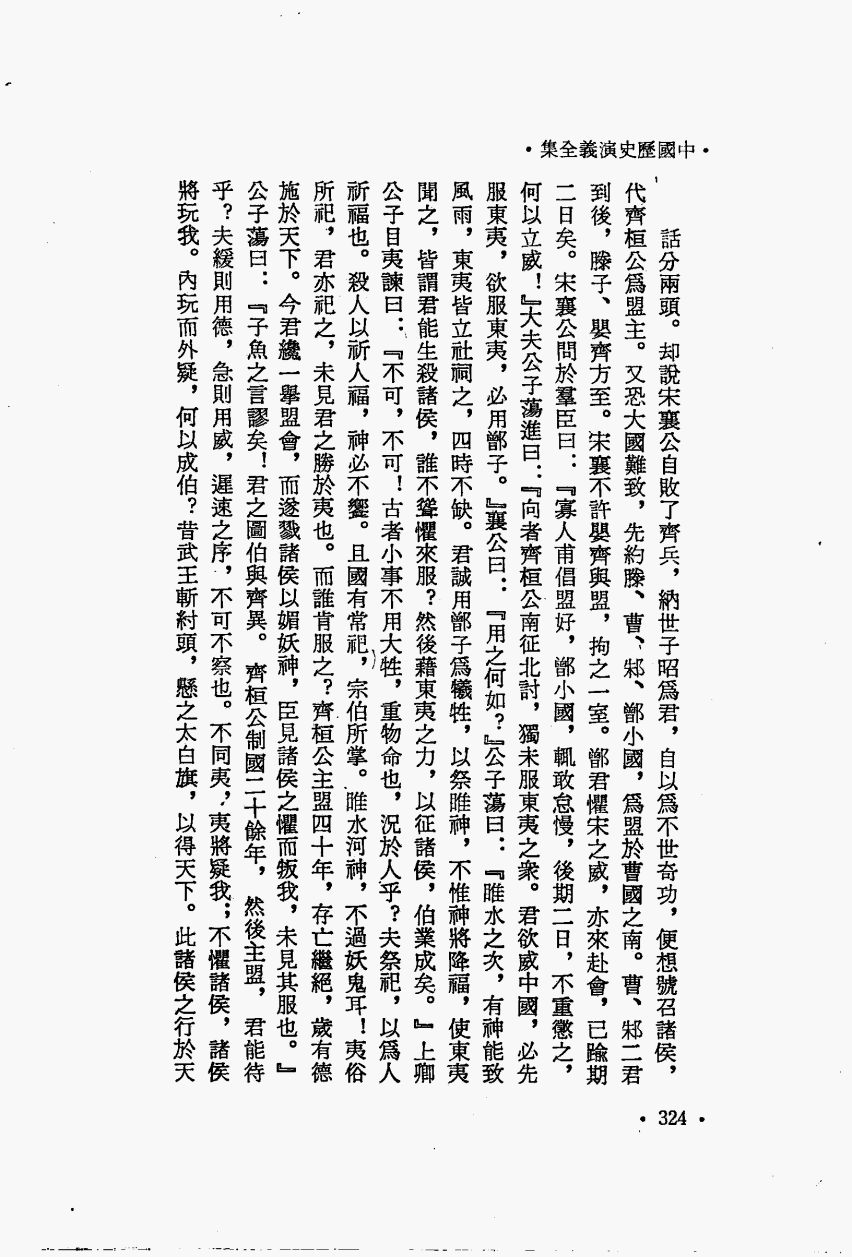 •中國歷史演義全集•
話分兩頭。却說宋襄公自敗了齊兵，納世子昭爲君，自以爲不世奇功，便想號召諸侯，
代齊桓公爲盟主。又恐大國難致，先約滕、曹、邾、鄫小國，爲盟於曹國之南。曹、邾二君
到後，滕子、嬰齊方至。宋襄不許嬰齊與盟，拘之一室。鄫君懼宋之威，亦來赴會，已踰期
二日矣。宋襄公問於羣臣曰：『寡人甫倡盟好，鄫小國，輒敢怠慢，後期二日，不重懲之，
何以立威！』大夫公子蕩進曰：『向者齊桓公南征北討，獨未服東夷之衆。君欲威中國，必先
服東夷，欲服東夷，必用鄫子。』襄公曰：『用之何如？』公子蕩曰：『睢水之次，有神能致
風雨，東夷皆立社祠之，四時不缺。君誠用鄫子爲犧牲，以祭睢神，不惟神將降福，使東夷
聞之，皆謂君能生殺諸侯，誰不聳懼來服？然後藉東夷之力，以征諸侯，伯業成矣。』上卿
公子目夷諫曰：『不可，不可！古者小事不用大牲，重物命也，況於人乎？夫祭祀，以爲人
祈福也。殺人以祈人福，神必不饗。且國有常祀，宗伯所掌。睢水河神，不過妖鬼耳！夷俗
所祀，君亦祀之，未見君之勝於夷也。而誰肯服之？齊桓公主盟四十年，存亡繼絕，歲有德
施於天下。今君纔一舉盟會，而遂戮諸侯以媚妖神，臣見諸侯之懼而叛我，未見其服也。』
公子蕩曰：『子魚之言謬矣！君之圖伯與齊異。齊桓公制國二十餘年，然後主盟，君能待
乎？夫緩則用德，急則用威，遲速之序，不可不察也。不同夷，夷將疑我；不懼諸侯，諸侯
將玩我。內玩而外疑，何以成伯？昔武王斬紂頭，懸之太白旗，以得天下。此諸侯之行於天
• 324 •